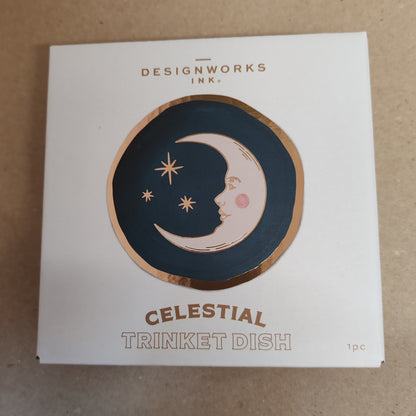 DESIGNWORKS
INK®
CELESTIAL
TRINKET DISH
1pc